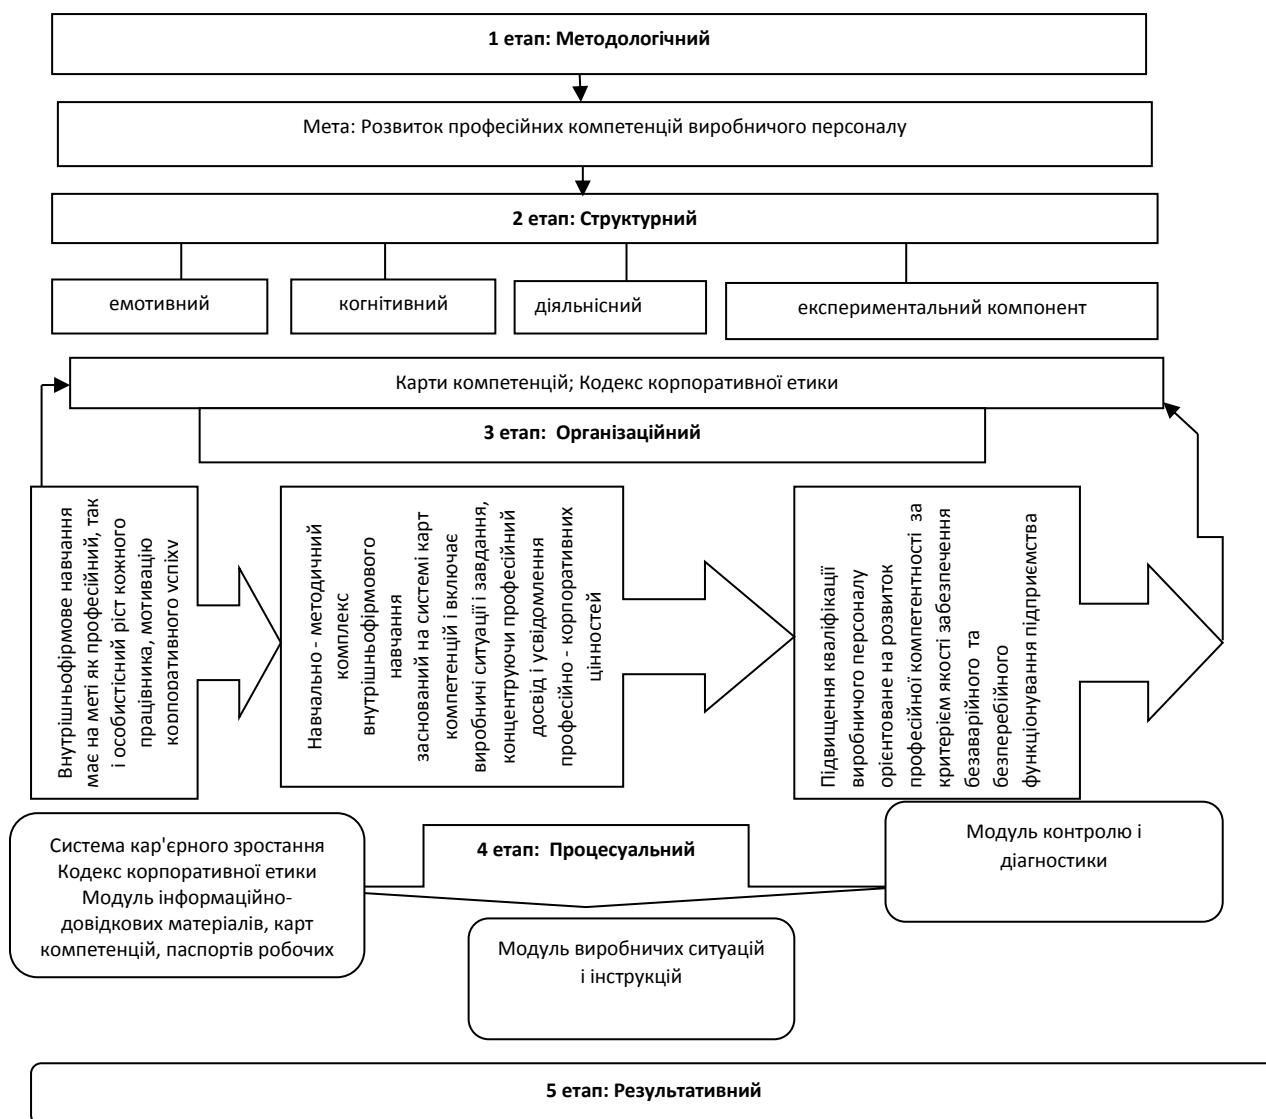 1 етап: Методологічний
Мета: Розвиток професійних компетенцій виробничого персоналу
2 етап: Структурний
емотивний
когнітивний
діяльнісний
експериментальний компонент
Карти компетенцій; Кодекс корпоративної етики
3 етап: Організаційний
Внутрішньофірмове навчання
має на меті як професійний, так
і особистісний ріст кожного
працівника, мотивацію
корпоративного успіху
Навчально - методичний
комплекс
внутрішньофірмового
навчання
заснований на системі карт
компетенцій і включає
виробничі ситуації і завдання,
концентруючи професійний
досвід і усвідомлення
професійно - корпоративних
цінностей
Підвищення кваліфікації
виробничого персоналу
орієнтоване на розвиток
професійної компетентності за
критерієм якості забезпечення
безаварійного та
безперебійного
функціонування підприємства
Система кар'єрного зростання
Кодекс корпоративної етики
Модуль інформаційно-
довідкових матеріалів, карт
компетенцій, паспортів робочих
4 етап: Процесуальний
Модуль контролю і
діагностики
Модуль виробничих ситуацій
і інструкцій
5 етап: Результативний